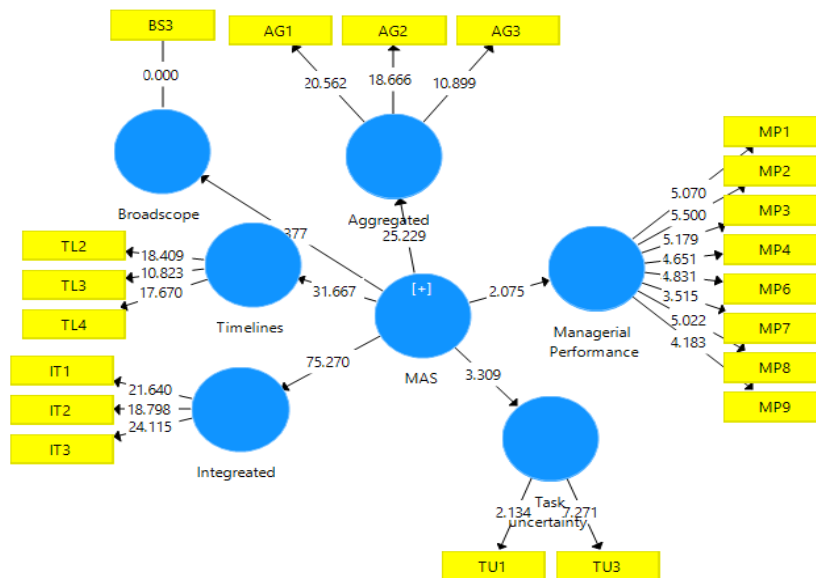 BS3
AG1
AG2
AG3
0.000
20.562
18.666
10.899
MP1
MP2
MP3
MP4
MP6
MP7
MP8
MP9
5.070
5.500
5.179
4.651
4.831
3.515
5.022
4.183
Broadscope
Aggregated
377
25.229
TL2
TL3
TL4
18.409
10.823
17.670
Timelines
31.667
[+]
MAS
2.075
Managerial
Performance
75.270
3.309
IT1
IT2
IT3
21.640
18.798
24.115
Integreated
Task
uncertainty
2.134
7.271
TU1
TU3